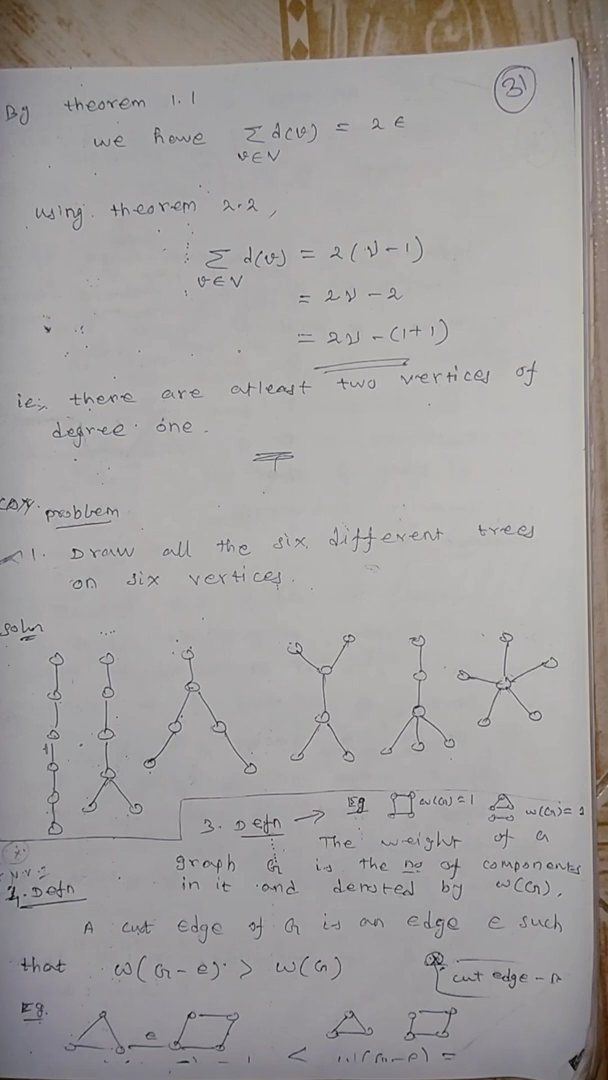 31
By theorem 1.1
we have ∑ d(v) = 2 ε
v∈V
using theorem 2.2,
∑ d(v) = 2(ν-1)
v∈V
= 2ν - 2
= 2ν - (1+1)
ie; there are atleast two vertices of
degree one.
problem
1. Draw all the six different trees
on six vertices.
soln
3. Defn → Eg ω(G)=1 ω(G)=2
The weight of a
graph G is the no of components
in it and denoted by ω(G).
N.V.I
1. Defn
A cut edge of G is an edge e such
that ω(G-e) > ω(G)
cut edge -
Eg.
e
< ω(G-e) =